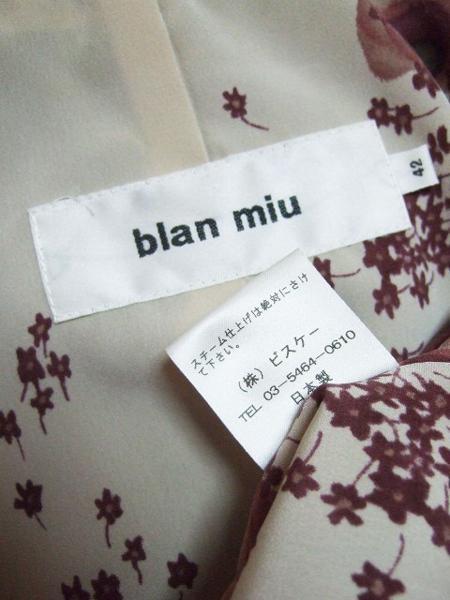 blan miu
42
スチーム仕上げは絶対にさけ
て下さい。
(株) ビスケー
TEL 03-5464-0610
日本製